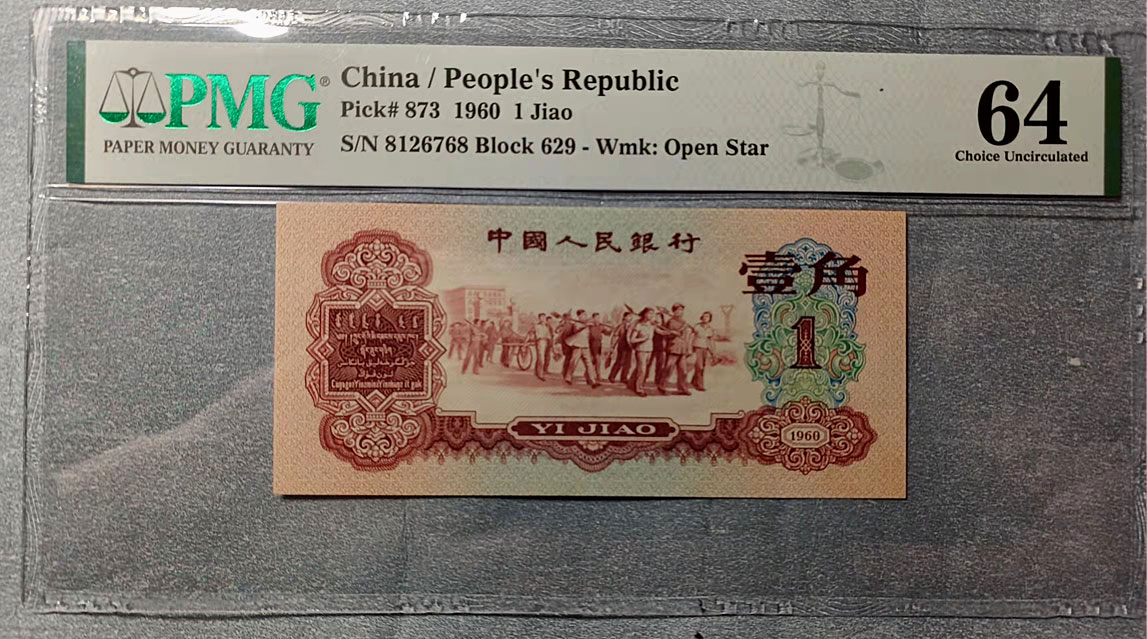 PMG®
PAPER MONEY GUARANTY
China / People's Republic
Pick# 873 1960 1 Jiao
S/N 8126768 Block 629 - Wmk: Open Star
64
Choice Uncirculated
中國人民銀行
壹角
1
YI JIAO
1960